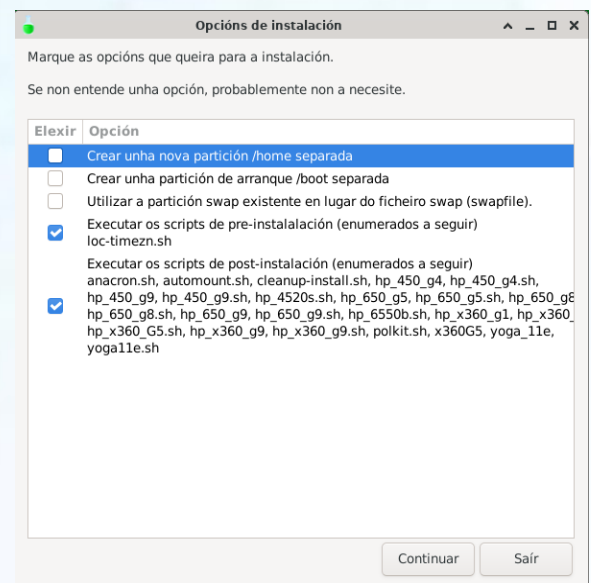 Opcións de instalación
Marque as opcións que queira para a instalación.
Se non entende unha opción, probablemente non a necesite.
Elexir Opción
Crear unha nova partición /home separada
Crear unha partición de arranque /boot separada
Utilizar a partición swap existente en lugar do ficheiro swap (swapfile).
Executar os scripts de pre-instalalación (enumerados a seguir)
loc-timezn.sh
Executar os scripts de post-instalación (enumerados a seguir)
anacron.sh, automount.sh, cleanup-install.sh, hp_450_g4, hp_450_g4.sh,
hp_450_g9, hp_450_g9.sh, hp_4520s.sh, hp_650_g5, hp_650_g5.sh, hp_650_g8
hp_650_g8.sh, hp_650_g9, hp_650_g9.sh, hp_6550b.sh, hp_x360_g1, hp_x360_
hp_x360_G5.sh, hp_x360_g9, hp_x360_g9.sh, polkit.sh, x360G5, yoga_11e,
yoga11e.sh
Continuar Saír